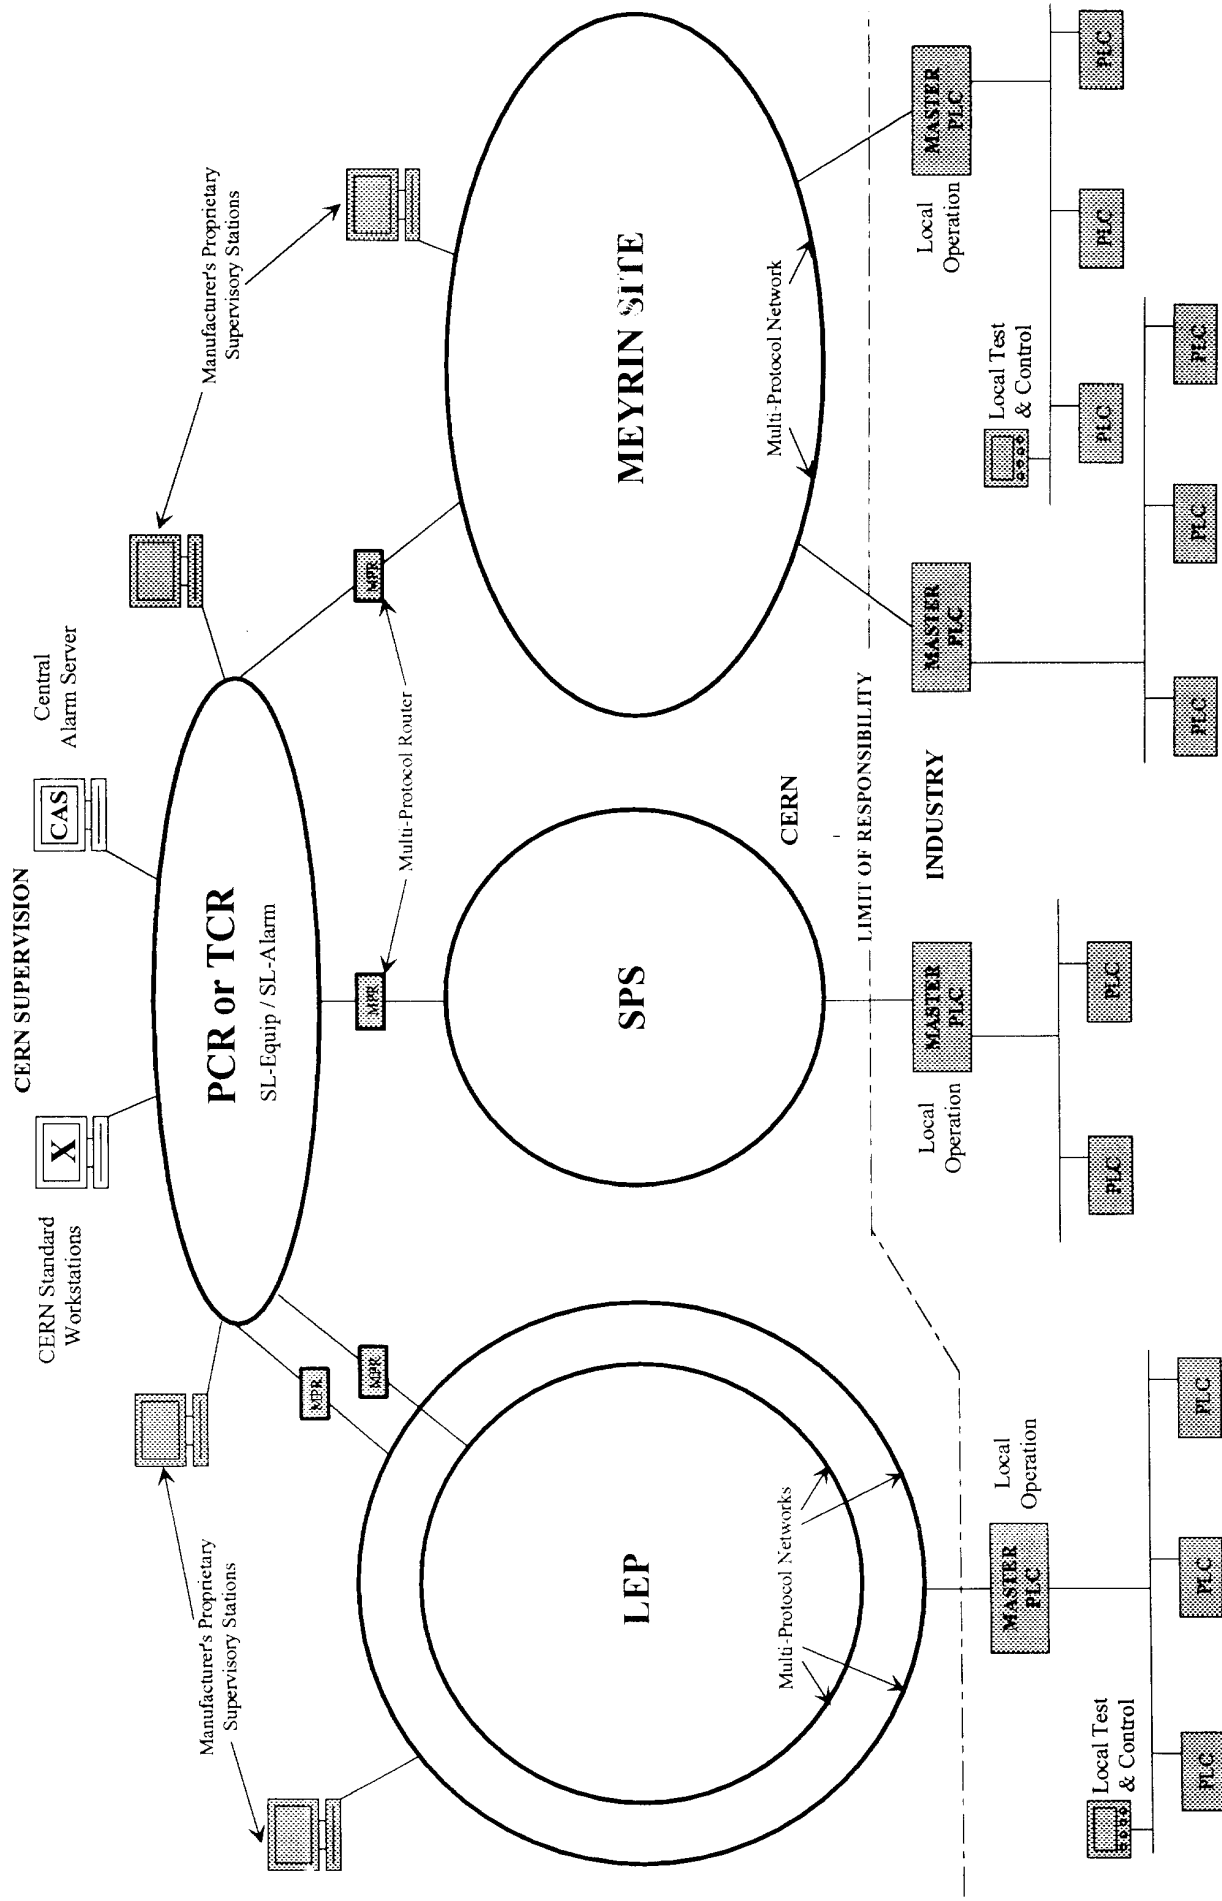 CERN SUPERVISION
CERN Standard
Workstations
X
CAS
Central
Alarm Server
Manufacturer's Proprietary
Supervisory Stations
PCR or TCR
SL-Equip / SL-Alarm
Manufacturer's Proprietary
Supervisory Stations
MPR
MPR
MPR
MPR
Multi-Protocol Router
LEP
Multi-Protocol Networks
SPS
MEYRIN SITE
Multi-Protocol Network
CERN
LIMIT OF RESPONSIBILITY
INDUSTRY
MASTER
PLC
Local
Operation
Local Test
& Control
PLC
PLC
PLC
Local
Operation
MASTER
PLC
PLC
PLC
MASTER
PLC
PLC
PLC
PLC
Local
Operation
MASTER
PLC
Local Test
& Control
PLC
PLC
PLC